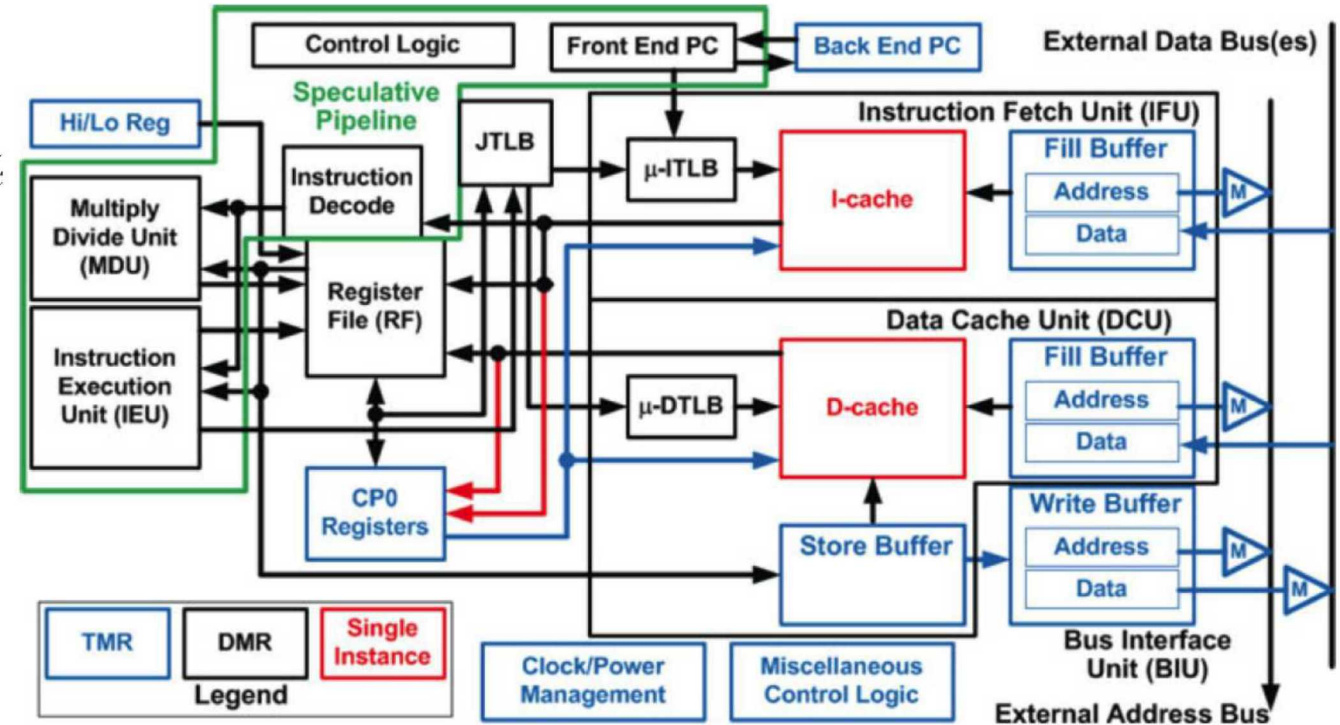 Control Logic
Front End PC
Back End PC
External Data Bus(es)
Speculative
Pipeline
Hi/Lo Reg
JTLB
Instruction Fetch Unit (IFU)
μ-ITLB
I-cache
Fill Buffer
Address
Data
M
Instruction
Decode
Multiply
Divide Unit
(MDU)
Register
File (RF)
Instruction
Execution
Unit (IEU)
Data Cache Unit (DCU)
μ-DTLB
D-cache
Fill Buffer
Address
Data
M
CP0
Registers
Store Buffer
Write Buffer
Address
Data
M
M
TMR
DMR
Single
Instance
Legend
Clock/Power
Management
Miscellaneous
Control Logic
Bus Interface
Unit (BIU)
External Address Bus